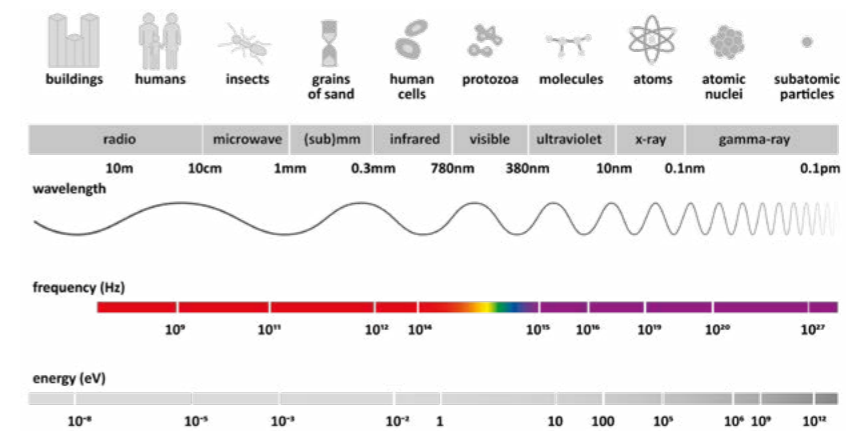 buildings humans insects grains of sand human cells protozoa molecules atoms atomic nuclei subatomic particles
radio microwave (sub)mm infrared visible ultraviolet x-ray gamma-ray
10m 10cm 1mm 0.3mm 780nm 380nm 10nm 0.1nm 0.1pm
wavelength
frequency (Hz)
10⁹ 10¹¹ 10¹² 10¹⁴ 10¹⁵ 10¹⁶ 10¹⁹ 10²⁰ 10²⁷
energy (eV)
10⁻⁸ 10⁻⁵ 10⁻³ 10⁻² 1 10 100 10⁵ 10⁶ 10⁹ 10¹²